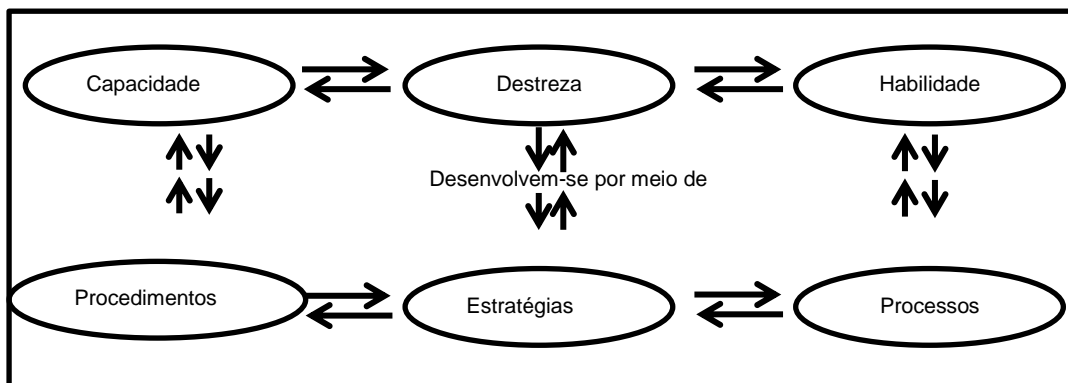 Capacidade
Destreza
Habilidade
Desenvolvem-se por meio de
Procedimentos
Estratégias
Processos